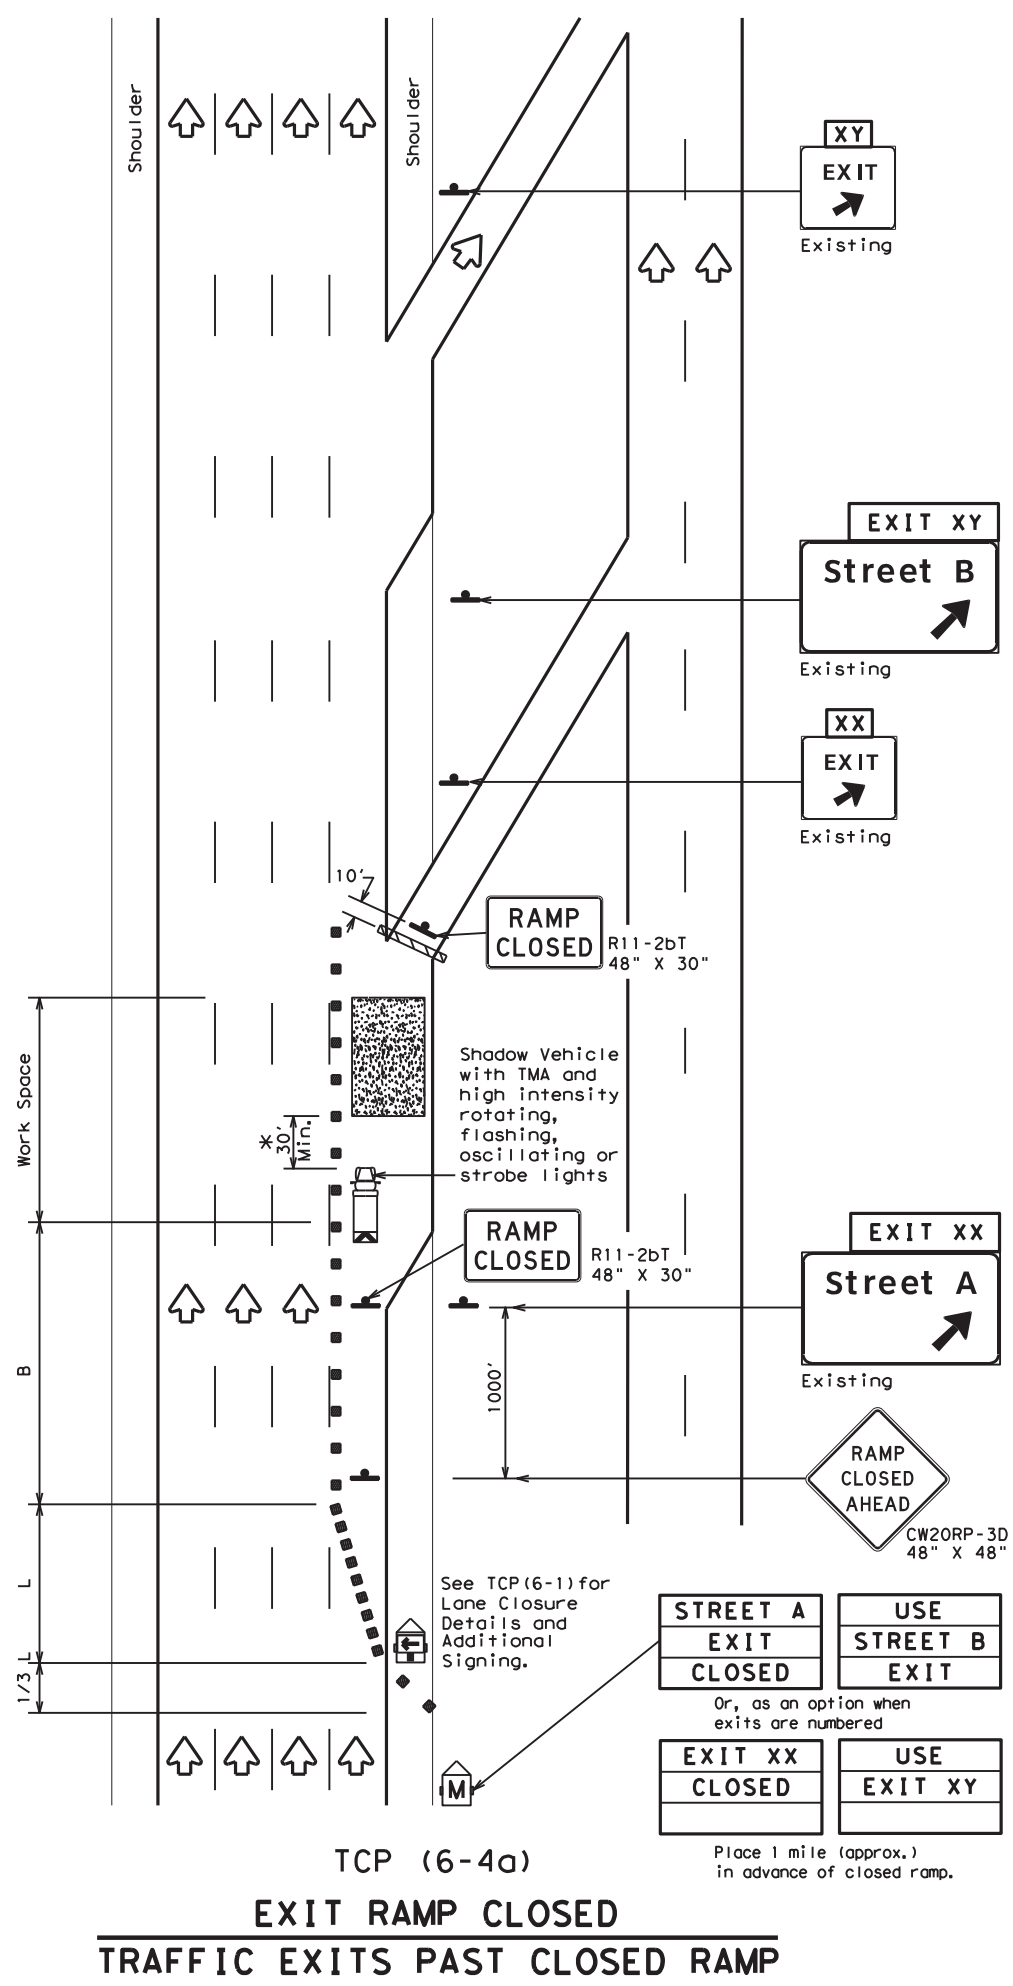 Shoulder
Shoulder
XY
EXIT
Existing
EXIT XY
Street B
Existing
XX
EXIT
Existing
10'
RAMP
CLOSED
R11-2bT
48" X 30"
Work Space
Shadow Vehicle
with TMA and
high intensity
rotating,
flashing,
oscillating or
strobe lights
*
30'
Min.
RAMP
CLOSED
R11-2bT
48" X 30"
EXIT XX
Street A
Existing
B
1000'
RAMP
CLOSED
AHEAD
CW20RP-3D
48" X 48"
L
1/3 L
See TCP(6-1)for
Lane Closure
Details and
Additional
Signing.
STREET A
EXIT
CLOSED
USE
STREET B
EXIT
Or, as an option when
exits are numbered
EXIT XX
CLOSED
USE
EXIT XY
M
Place 1 mile (approx.)
in advance of closed ramp.
TCP (6-4a)
EXIT RAMP CLOSED
TRAFFIC EXITS PAST CLOSED RAMP